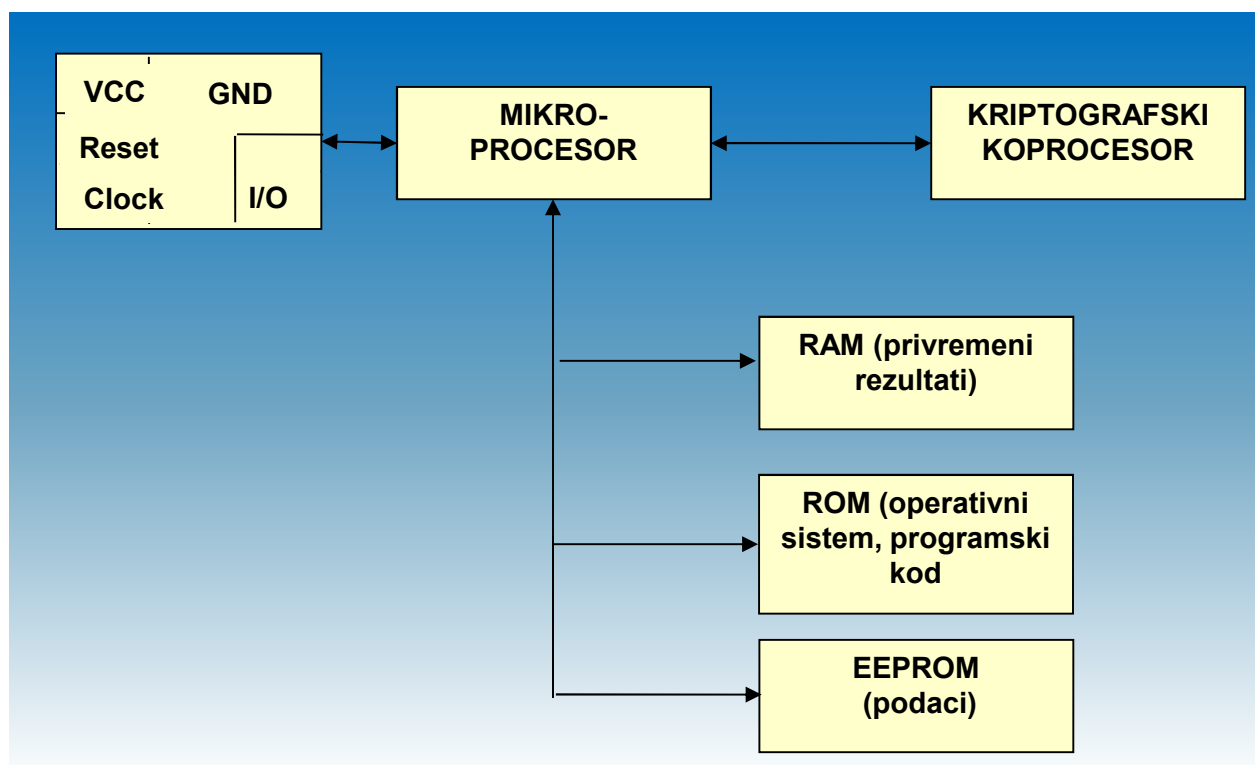 VCC GND
Reset
Clock I/O
MIKRO-
PROCESOR
KRIPTOGRAFSKI
KOPROCESOR
RAM (privremeni
rezultati)
ROM (operativni
sistem, programski
kod
EEPROM
(podaci)